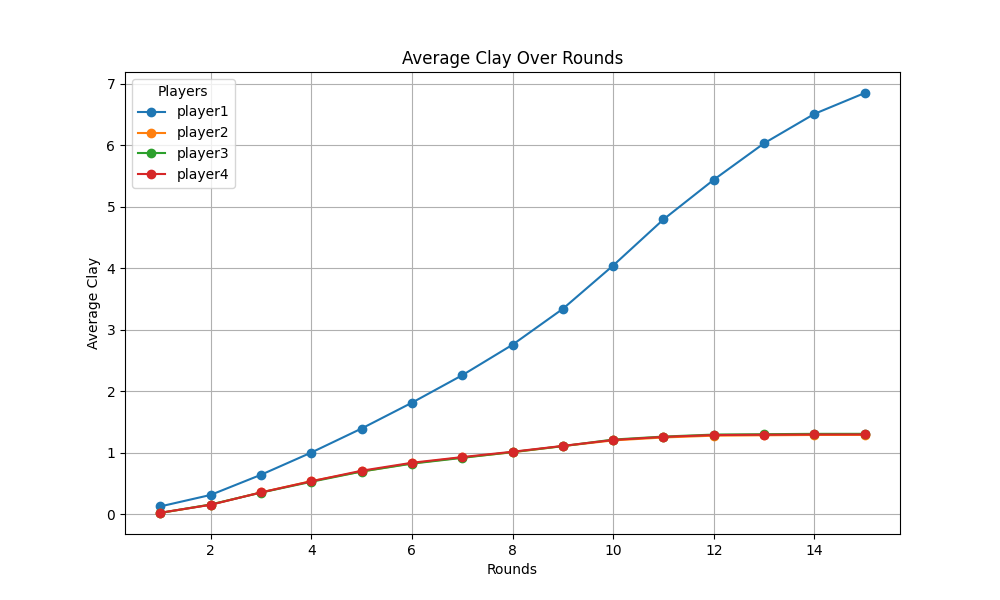 Average Clay Over Rounds
Players
player1
player2
player3
player4
Average Clay
7
6
5
4
3
2
1
0
2 4 6 8 10 12 14
Rounds